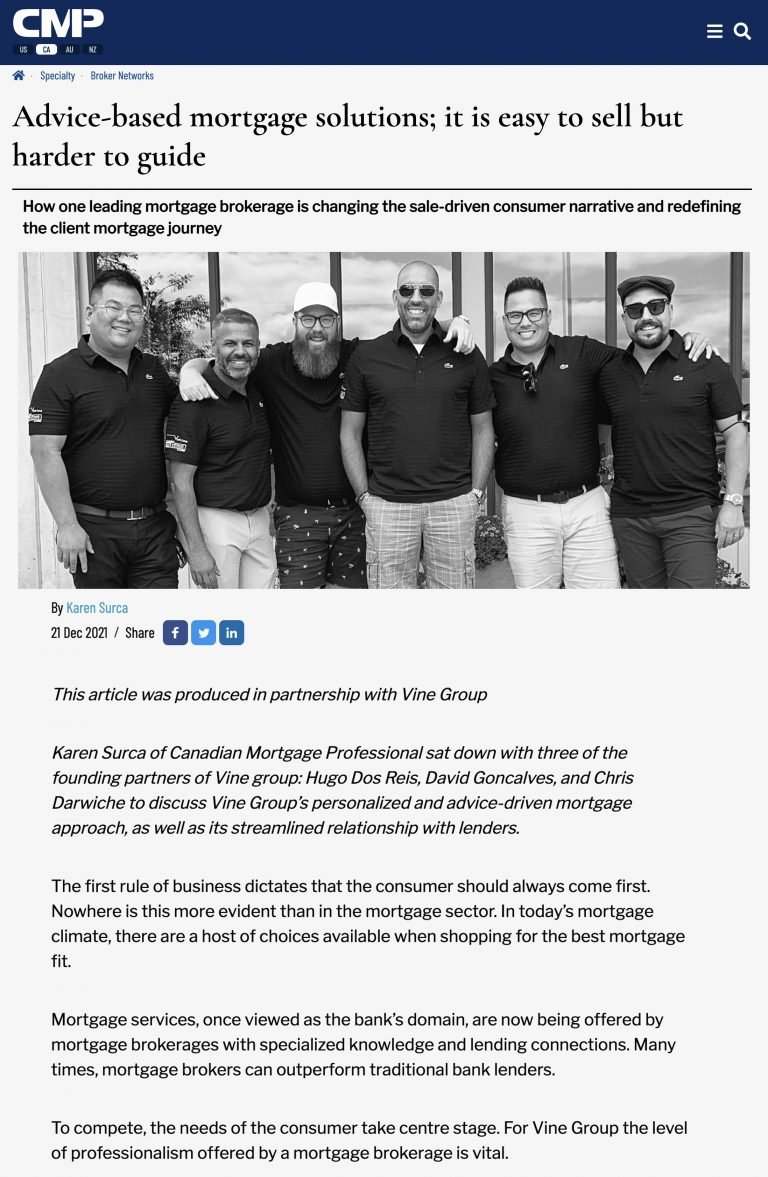 CMP
US CA AU NZ
Specialty · Broker Networks
Advice-based mortgage solutions; it is easy to sell but
harder to guide
How one leading mortgage brokerage is changing the sale-driven consumer narrative and redefining
the client mortgage journey
By Karen Surca
21 Dec 2021 / Share
This article was produced in partnership with Vine Group
Karen Surca of Canadian Mortgage Professional sat down with three of the
founding partners of Vine group: Hugo Dos Reis, David Goncalves, and Chris
Darwiche to discuss Vine Group’s personalized and advice-driven mortgage
approach, as well as its streamlined relationship with lenders.
The first rule of business dictates that the consumer should always come first.
Nowhere is this more evident than in the mortgage sector. In today’s mortgage
climate, there are a host of choices available when shopping for the best mortgage
fit.
Mortgage services, once viewed as the bank’s domain, are now being offered by
mortgage brokerages with specialized knowledge and lending connections. Many
times, mortgage brokers can outperform traditional bank lenders.
To compete, the needs of the consumer take centre stage. For Vine Group the level
of professionalism offered by a mortgage brokerage is vital.